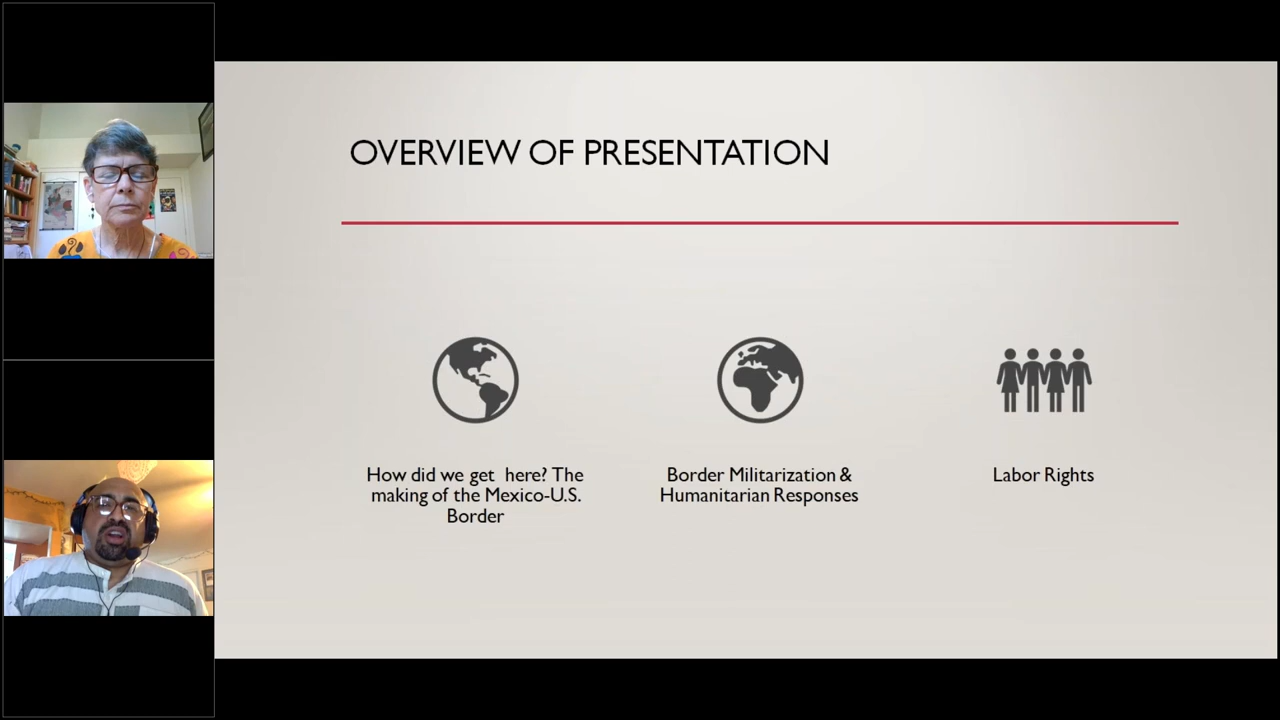 OVERVIEW OF PRESENTATION
How did we get  here? The
making of the Mexico-U.S.
Border
Border Militarization &
Humanitarian Responses
Labor Rights